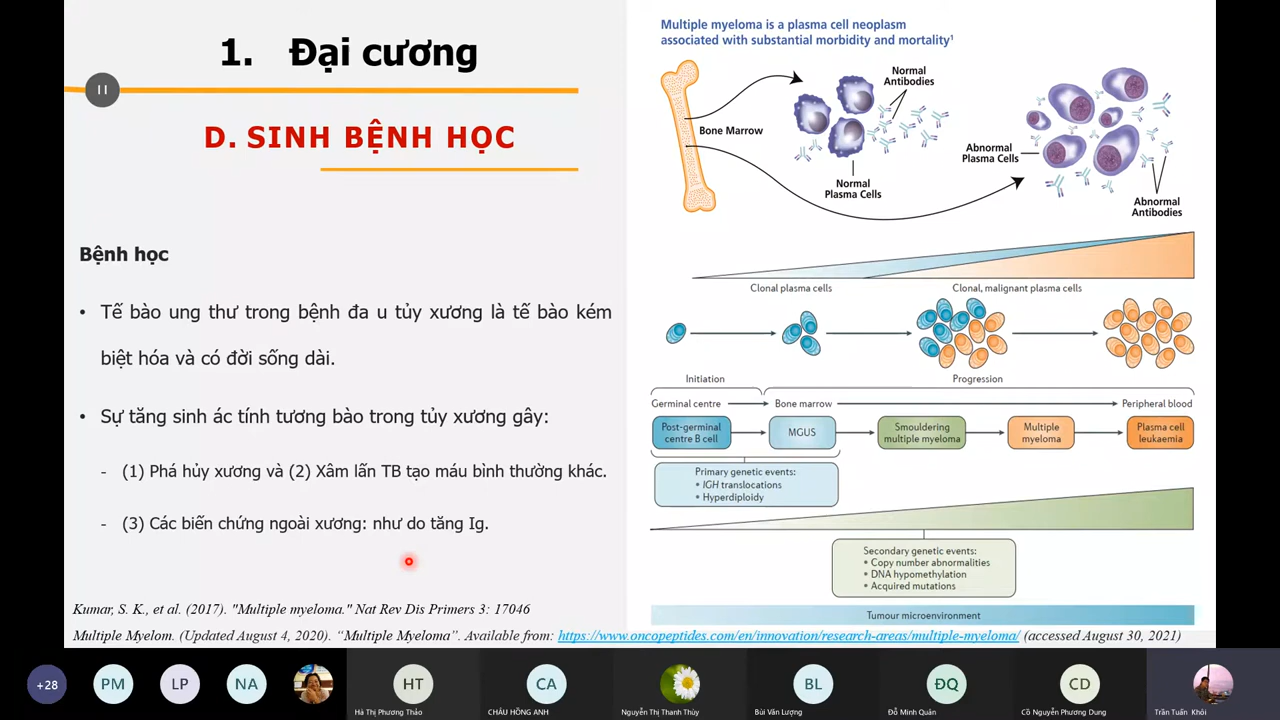 1. Đại cương
11
D. SINH BỆNH HỌC
Bệnh học
• Tế bào ung thư trong bệnh đa u tủy xương là tế bào kém
biệt hóa và có đời sống dài.
• Sự tăng sinh ác tính tương bào trong tủy xương gây:
- (1) Phá hủy xương và (2) Xâm lấn TB tạo máu bình thường khác.
- (3) Các biến chứng ngoài xương: như do tăng Ig.
Multiple myeloma is a plasma cell neoplasm
associated with substantial morbidity and mortality¹
Bone Marrow
Normal
Antibodies
Normal
Plasma Cells
Abnormal
Plasma Cells
Abnormal
Antibodies
Clonal plasma cells
Clonal, malignant plasma cells
Initiation
Progression
Germinal centre
Bone marrow
Peripheral blood
Post-germinal
centre B cell
MGUS
Smouldering
multiple myeloma
Multiple
myeloma
Plasma cell
leukaemia
Primary genetic events:
• IGH translocations
• Hyperdiploidy
Secondary genetic events:
• Copy number abnormalities
• DNA hypomethylation
• Acquired mutations
Tumour microenvironment
Kumar, S. K., et al. (2017). "Multiple myeloma." Nat Rev Dis Primers 3: 17046
Multiple Myelom. (Updated August 4, 2020). “Multiple Myeloma”. Available from: https://www.oncopeptides.com/en/innovation/research-areas/multiple-myeloma/ (accessed August 30, 2021)
+28
PM
LP
NA
HT
Hà Thị Phương Thảo
CA
CHÂU HỒNG ANH
Nguyễn Thị Thanh Thủy
BL
Bùi Văn Lượng
ĐQ
Đỗ Minh Quân
CD
Cô Nguyễn Phương Dung
Trần Tuấn Khôi